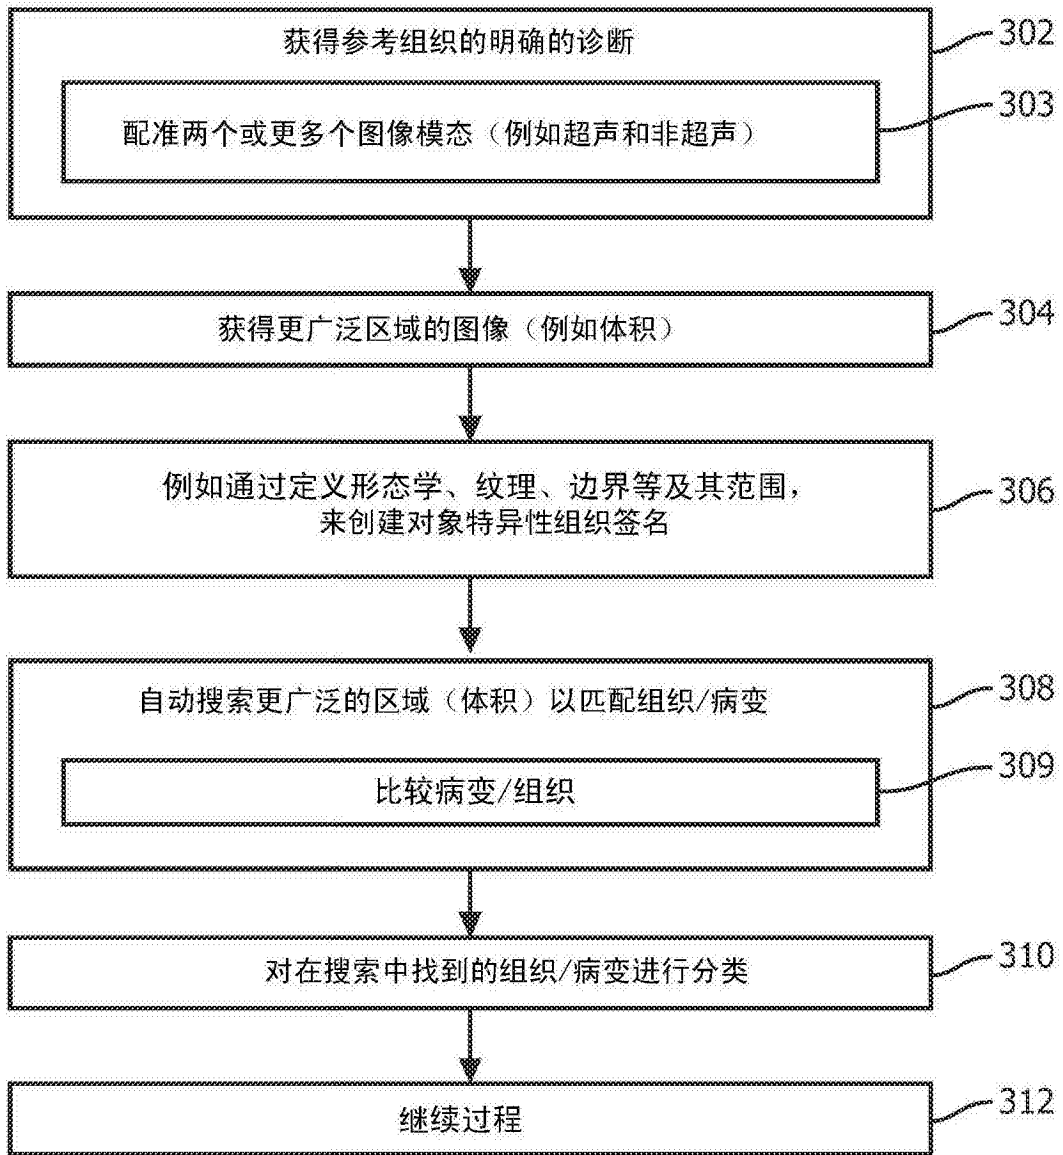 获得参考组织的明确的诊断
302
配准两个或更多个图像模态（例如超声和非超声）
303
获得更广泛区域的图像（例如体积）
304
例如通过定义形态学、纹理、边界等及其范围，
来创建对象特异性组织签名
306
自动搜索更广泛的区域（体积）以匹配组织/病变
308
比较病变/组织
309
对在搜索中找到的组织/病变进行分类
310
继续过程
312